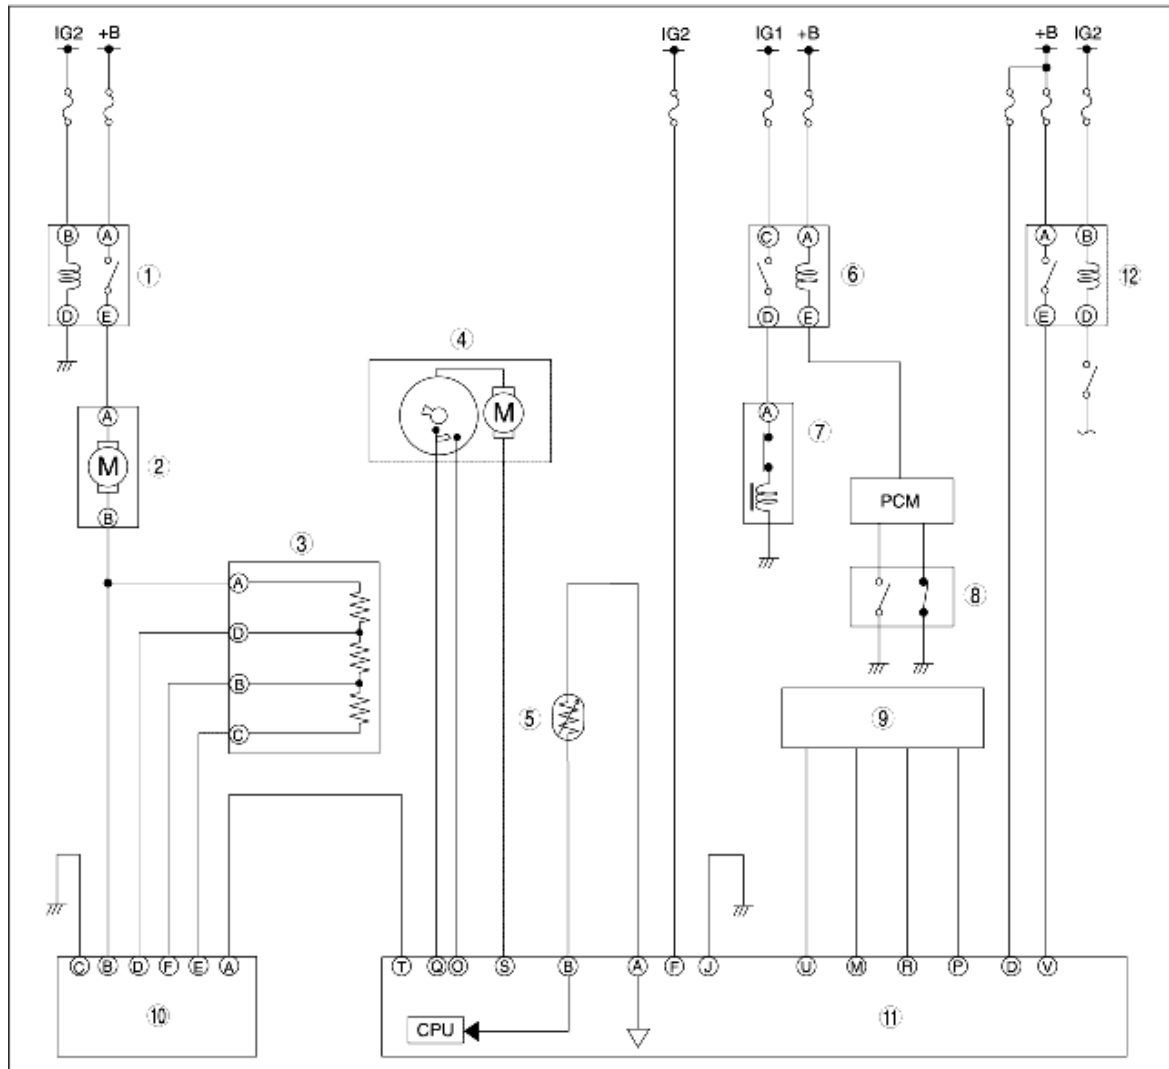 IG2 +B IG2 IG1 +B +B IG2
B A C A A B
① ⑥ ⑫
D E D E E D
④
A M A ⑦
M ②
B PCM
③
A ⑧
D
B ⑤ ⑨
C
C B D F E A T Q O S B A F J U M R P D V
⑩ CPU ⑪